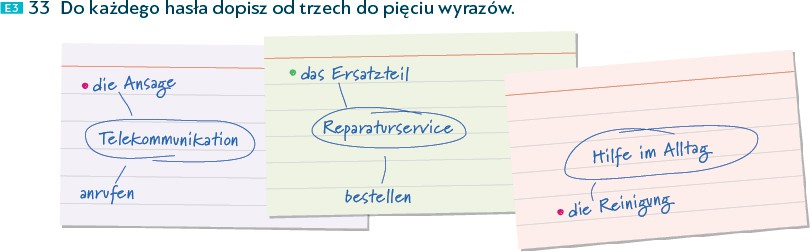 E3 33 Do każdego hasła dopisz od trzech do pięciu wyrazów.
• die Ansage
Telekommunikation
anrufen
• das Ersatzteil
Reparaturservice
bestellen
Hilfe im Alltag
• die Reinigung